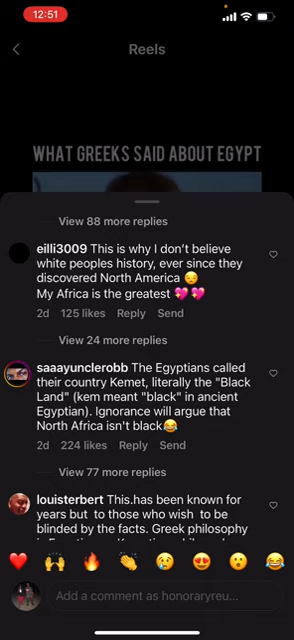 12:51
Reels
WHAT GREEKS SAID ABOUT EGYPT
View 88 more replies
eilli3009 This is why I don’t believe
white peoples history, ever since they
discovered North America 😒
My Africa is the greatest 💖💖
2d 125 likes Reply Send
View 24 more replies
saaayunclerobb The Egyptians called
their country Kemet, literally the "Black
Land" (kem meant "black" in ancient
Egyptian). Ignorance will argue that
North Africa isn't black😂
2d 224 likes Reply Send
View 77 more replies
louisterbert This.has been known for
years but to those who wish to be
blinded by the facts. Greek philosophy
❤️ 🙌 🔥 👏 😢 😍 😮 😂
Add a comment as honoraryreu...